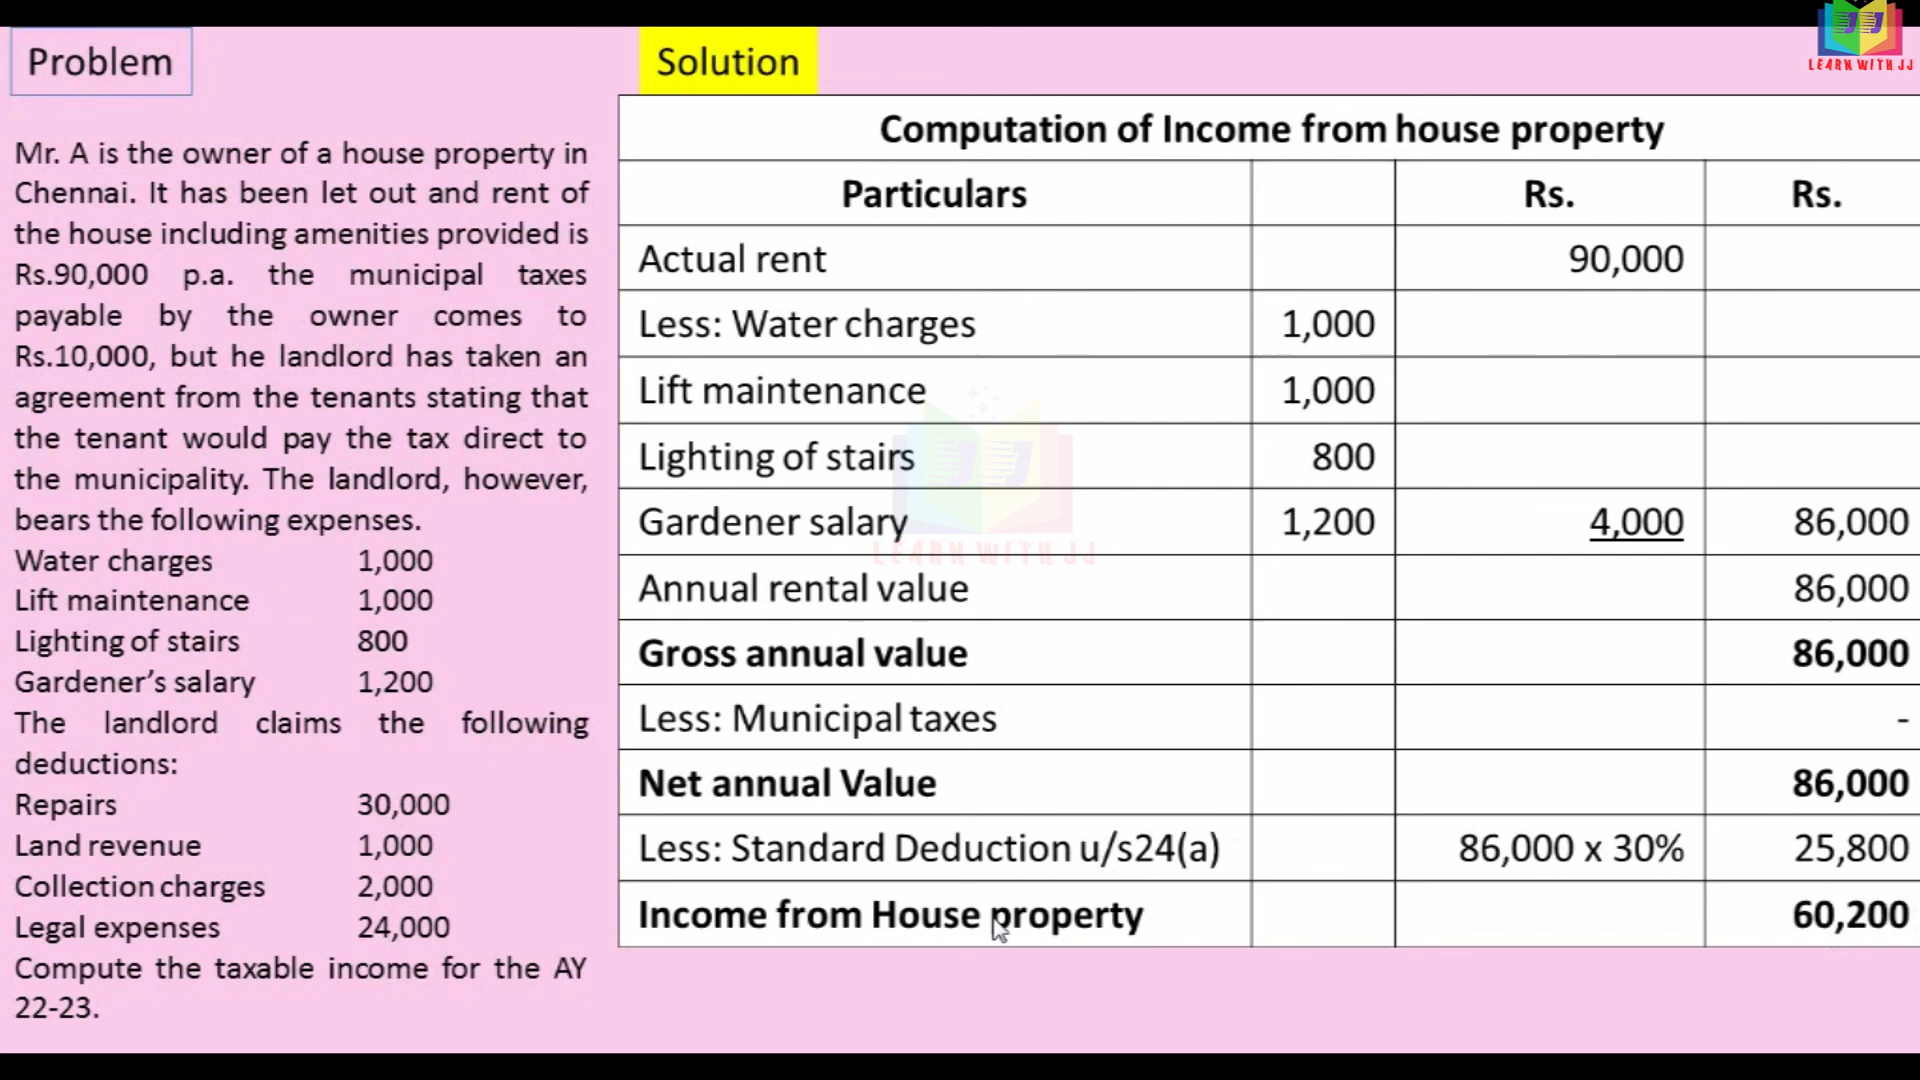 Problem
Mr. A is the owner of a house property in
Chennai. It has been let out and rent of
the house including amenities provided is
Rs.90,000 p.a. the municipal taxes
payable by the owner comes to
Rs.10,000, but he landlord has taken an
agreement from the tenants stating that
the tenant would pay the tax direct to
the municipality. The landlord, however,
bears the following expenses.
Water charges 1,000
Lift maintenance 1,000
Lighting of stairs 800
Gardener’s salary 1,200
The landlord claims the following
deductions:
Repairs 30,000
Land revenue 1,000
Collection charges 2,000
Legal expenses 24,000
Compute the taxable income for the AY
22-23.
Solution
Computation of Income from house property
Particulars Rs. Rs.
Actual rent 90,000
Less: Water charges 1,000
Lift maintenance 1,000
Lighting of stairs 800
Gardener salary 1,200 4,000 86,000
Annual rental value 86,000
Gross annual value 86,000
Less: Municipal taxes -
Net annual Value 86,000
Less: Standard Deduction u/s24(a) 86,000 x 30% 25,800
Income from House property 60,200
JJ
LEARN WITH JJ
JJ
LEARN WITH JJ